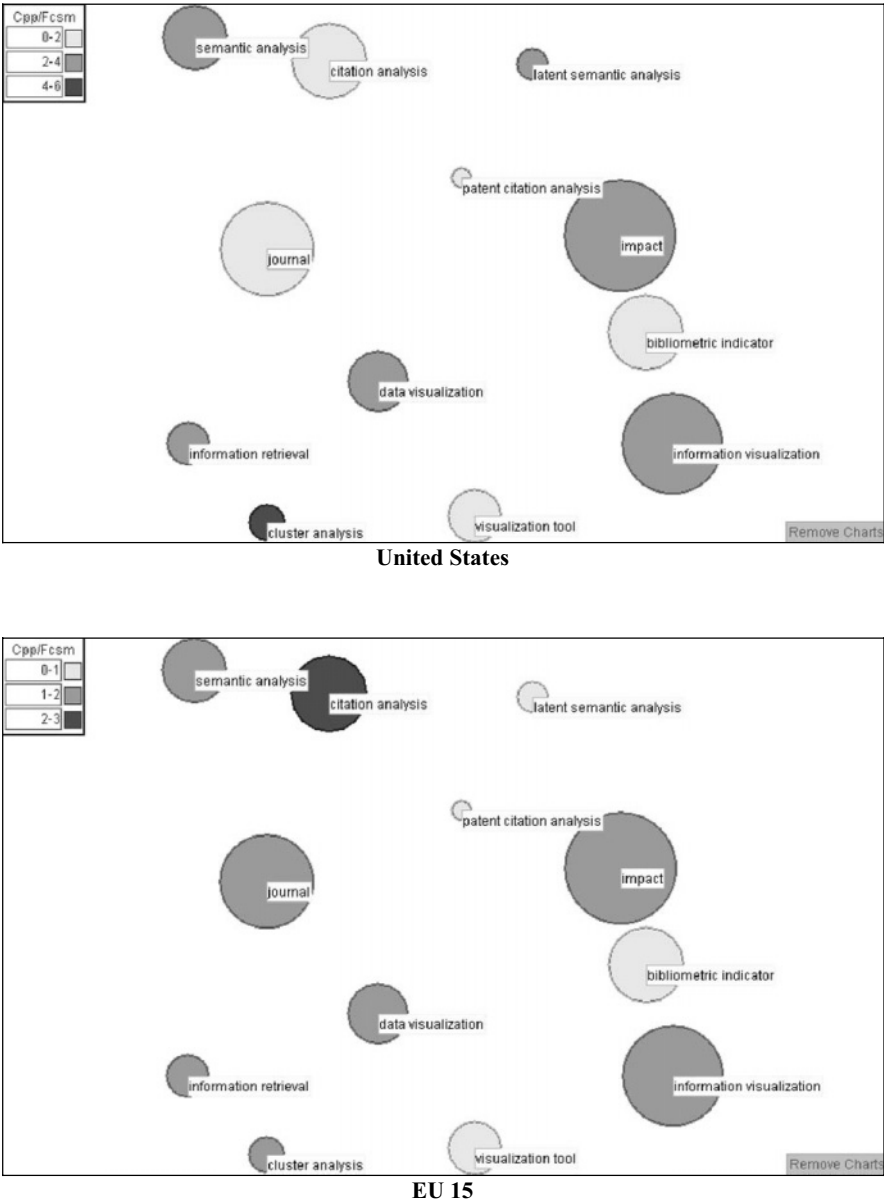 Cpp/Fcsm
0-2
2-4
4-6
semantic analysis
citation analysis
latent semantic analysis
patent citation analysis
impact
journal
bibliometric indicator
data visualization
information retrieval
information visualization
cluster analysis
visualization tool
Remove Charts
United States
Cpp/Fcsm
0-1
1-2
2-3
semantic analysis
citation analysis
latent semantic analysis
patent citation analysis
impact
journal
bibliometric indicator
data visualization
information retrieval
information visualization
cluster analysis
visualization tool
Remove Charts
EU 15